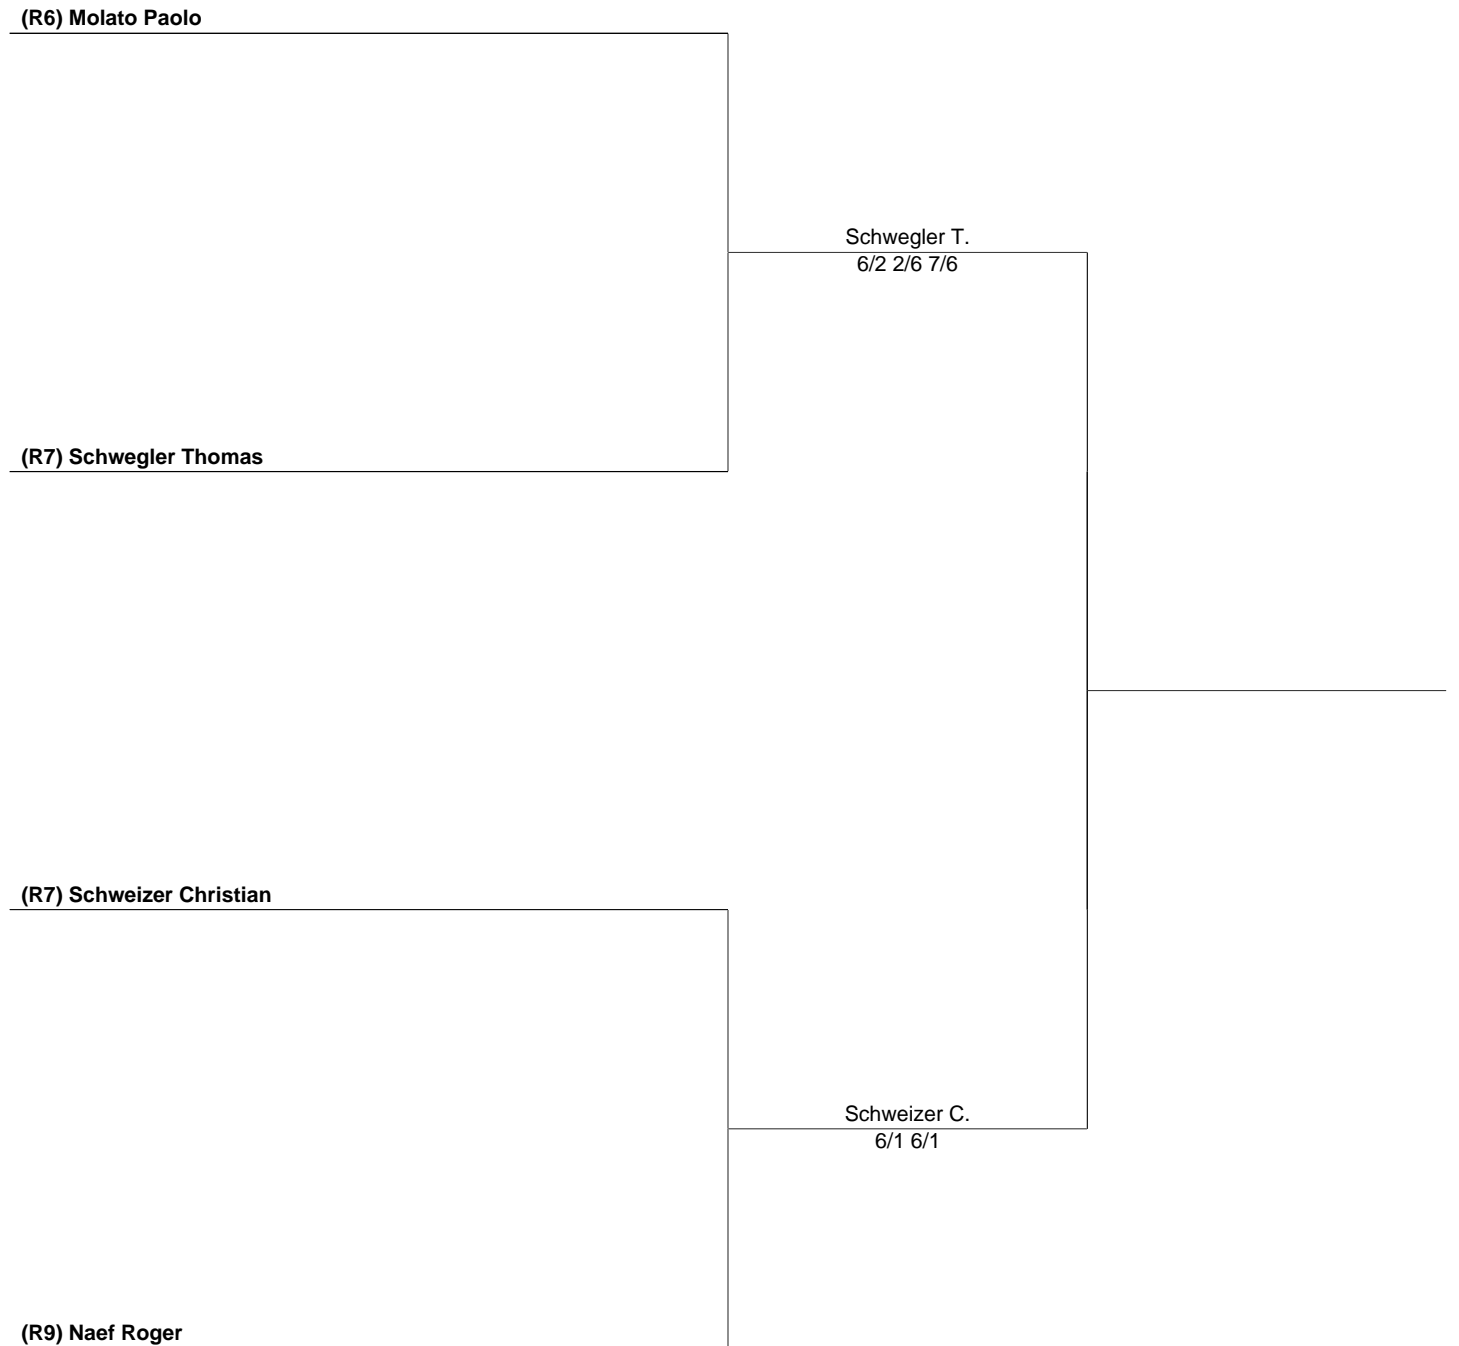 (R6) Molato Paolo
Schwegler T.
6/2 2/6 7/6
(R7) Schwegler Thomas
(R7) Schweizer Christian
Schweizer C.
6/1 6/1
(R9) Naef Roger